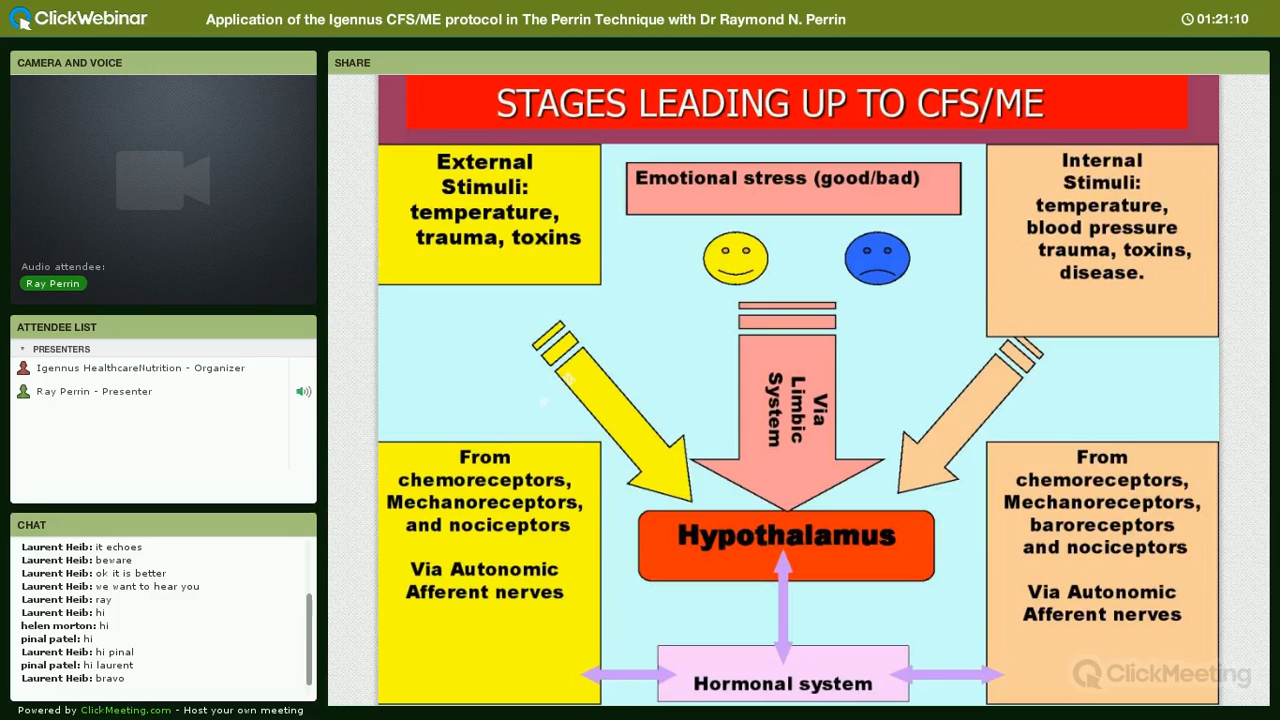 ClickWebinar
Application of the Igennus CFS/ME protocol in The Perrin Technique with Dr Raymond N. Perrin
01:21:10
CAMERA AND VOICE
Audio attendee:
Ray Perrin
ATTENDEE LIST
PRESENTERS
Igennus HealthcareNutrition - Organizer
Ray Perrin - Presenter
CHAT
Laurent Heib: it echoes
Laurent Heib: beware
Laurent Heib: ok it is better
Laurent Heib: we want to hear you
Laurent Heib: ray
Laurent Heib: hi
helen morton: hi
pinal patel: hi
Laurent Heib: hi pinal
pinal patel: hi laurent
Laurent Heib: bravo
Powered by ClickMeeting.com - Host your own meeting
SHARE
STAGES LEADING UP TO CFS/ME
External
Stimuli:
temperature,
trauma, toxins
Emotional stress (good/bad)
Internal
Stimuli:
temperature,
blood pressure
trauma, toxins,
disease.
Via
Limbic
System
From
chemoreceptors,
Mechanoreceptors,
and nociceptors
Via Autonomic
Afferent nerves
Hypothalamus
From
chemoreceptors,
Mechanoreceptors,
baroreceptors
and nociceptors
Via Autonomic
Afferent nerves
Hormonal system
ClickMeeting